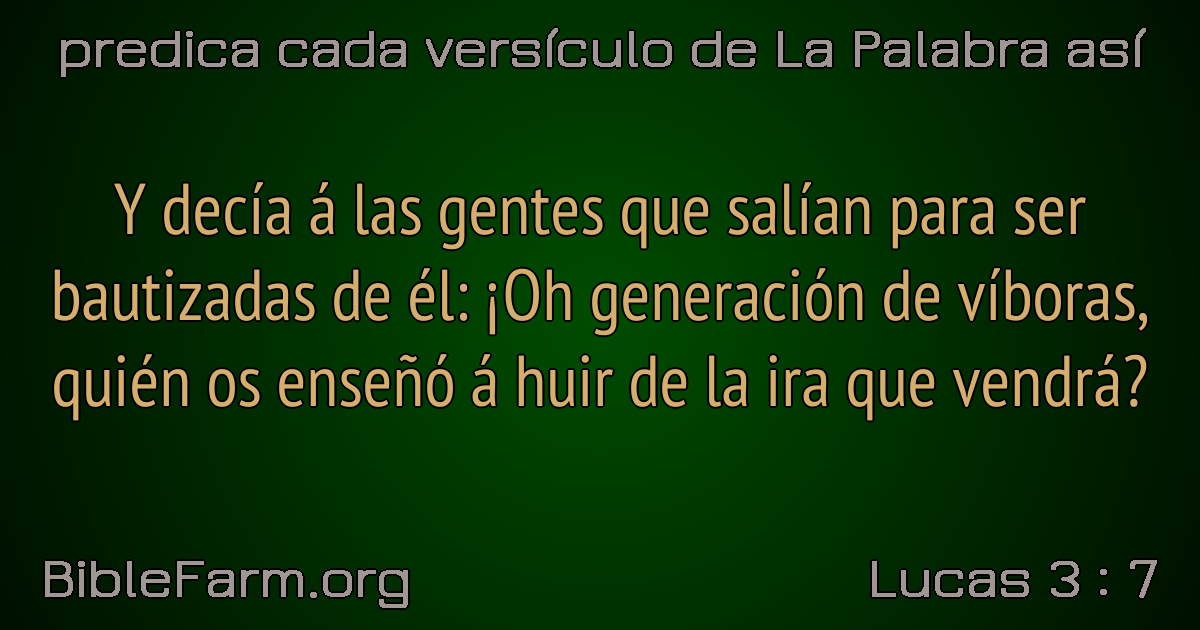 predica cada versículo de La Palabra así
Y decía á las gentes que salían para ser
bautizadas de él: ¡Oh generación de víboras,
quién os enseñó á huir de la ira que vendrá?
BibleFarm.org
Lucas 3 : 7